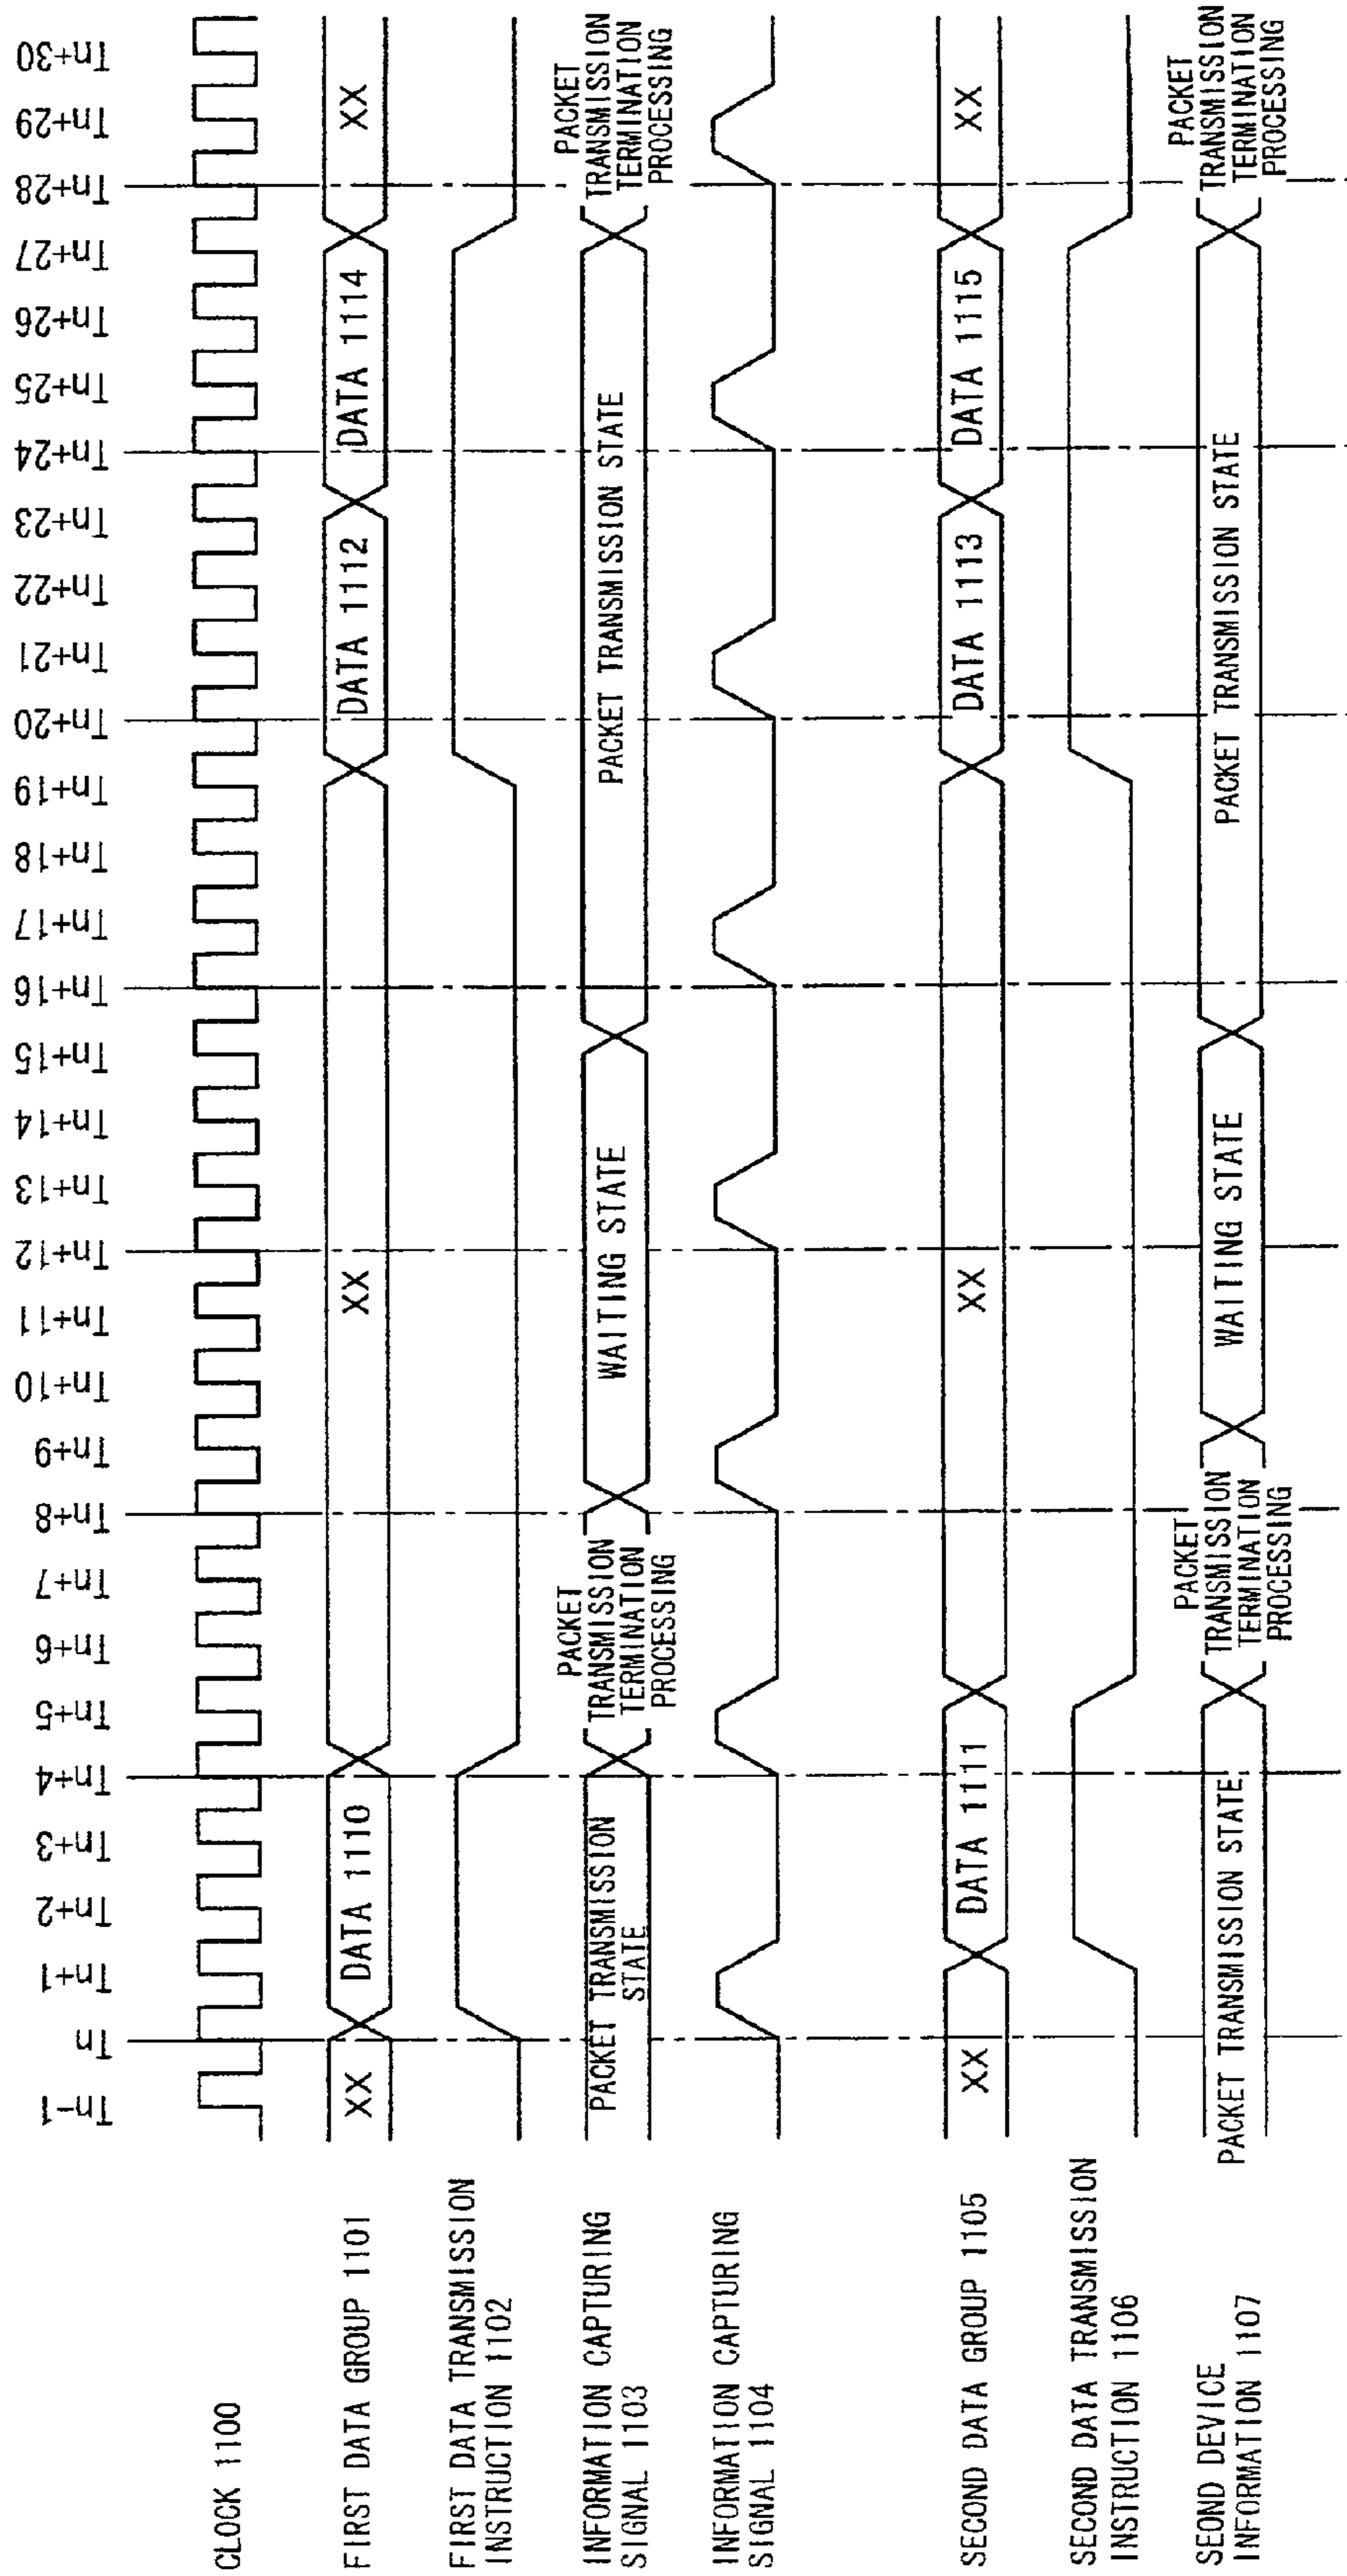 Tn-1 Tn Tn+1 Tn+2 Tn+3 Tn+4 Tn+5 Tn+6 Tn+7 Tn+8 Tn+9 Tn+10 Tn+11 Tn+12 Tn+13 Tn+14 Tn+15 Tn+16 Tn+17 Tn+18 Tn+19 Tn+20 Tn+21 Tn+22 Tn+23 Tn+24 Tn+25 Tn+26 Tn+27 Tn+28 Tn+29 Tn+30
CLOCK 1100
FIRST DATA GROUP 1101
XX
DATA 1110
XX
DATA 1112
DATA 1114
XX
FIRST DATA TRANSMISSION
INSTRUCTION 1102
INFORMATION CAPTURING
SIGNAL 1103
PACKET TRANSMISSION
STATE
PACKET
TRANSMISSION
TERMINATION
PROCESSING
WAITING STATE
PACKET TRANSMISSION STATE
PACKET
TRANSMISSION
TERMINATION
PROCESSING
INFORMATION CAPTURING
SIGNAL 1104
SECOND DATA GROUP 1105
XX
DATA 1111
XX
DATA 1113
DATA 1115
XX
SECOND DATA TRANSMISSION
INSTRUCTION 1106
SEOND DEVICE
INFORMATION 1107
PACKET TRANSMISSION STATE
PACKET
TRANSMISSION
TERMINATION
PROCESSING
WAITING STATE
PACKET TRANSMISSION STATE
PACKET
TRANSMISSION
TERMINATION
PROCESSING